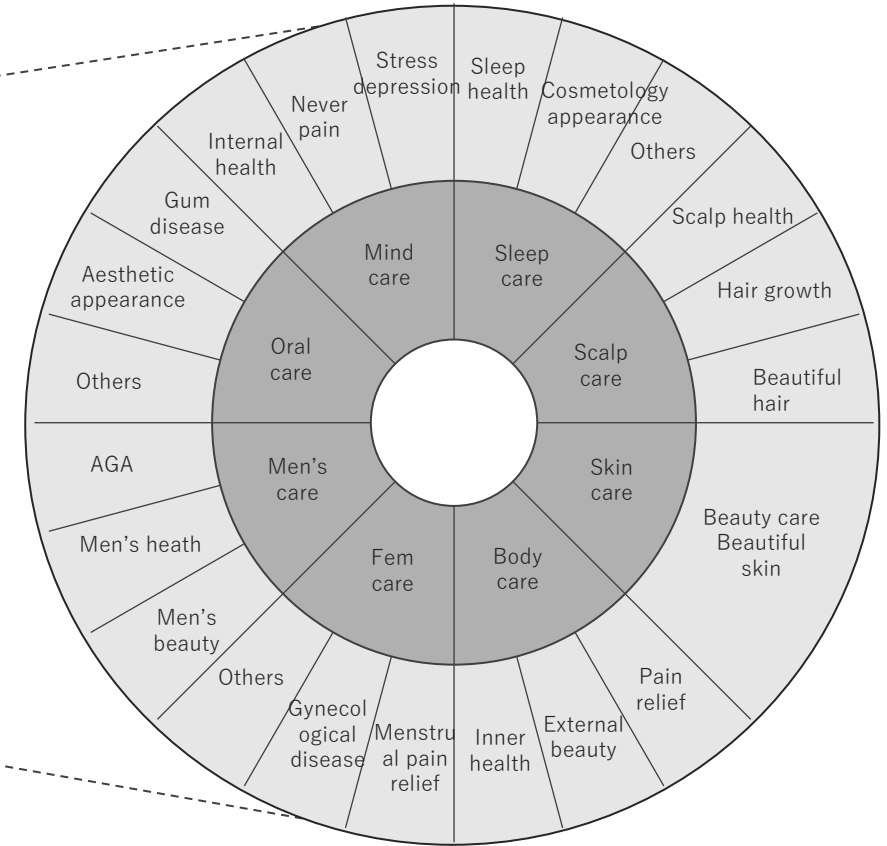 Stress
depression
Sleep
health
Cosmetology
appearance
Others
Scalp health
Hair growth
Beautiful
hair
Beauty care
Beautiful
skin
Pain
relief
External
beauty
Inner
health
Menstru
al pain
relief
Gynecol
ogical
disease
Others
Men's
beauty
Men's heath
AGA
Others
Aesthetic
appearance
Gum
disease
Internal
health
Never
pain
Mind
care
Sleep
care
Scalp
care
Skin
care
Body
care
Fem
care
Men's
care
Oral
care